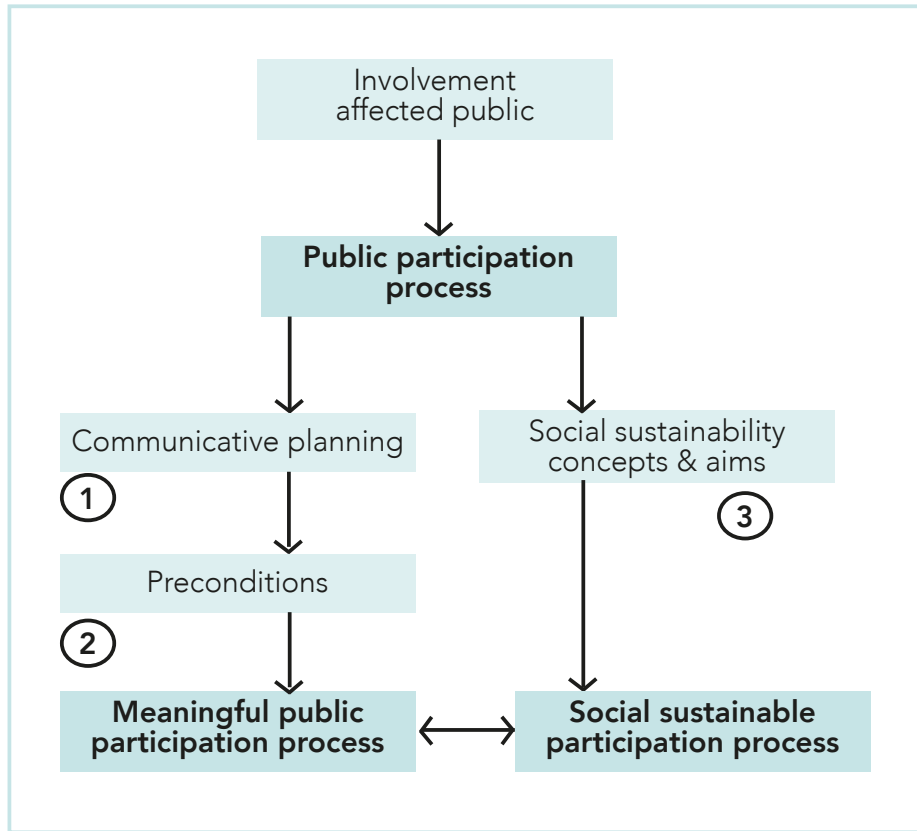 Involvement
affected public
Public participation
process
Communicative planning
1
Social sustainability
concepts & aims
3
Preconditions
2
Meaningful public
participation process
Social sustainable
participation process